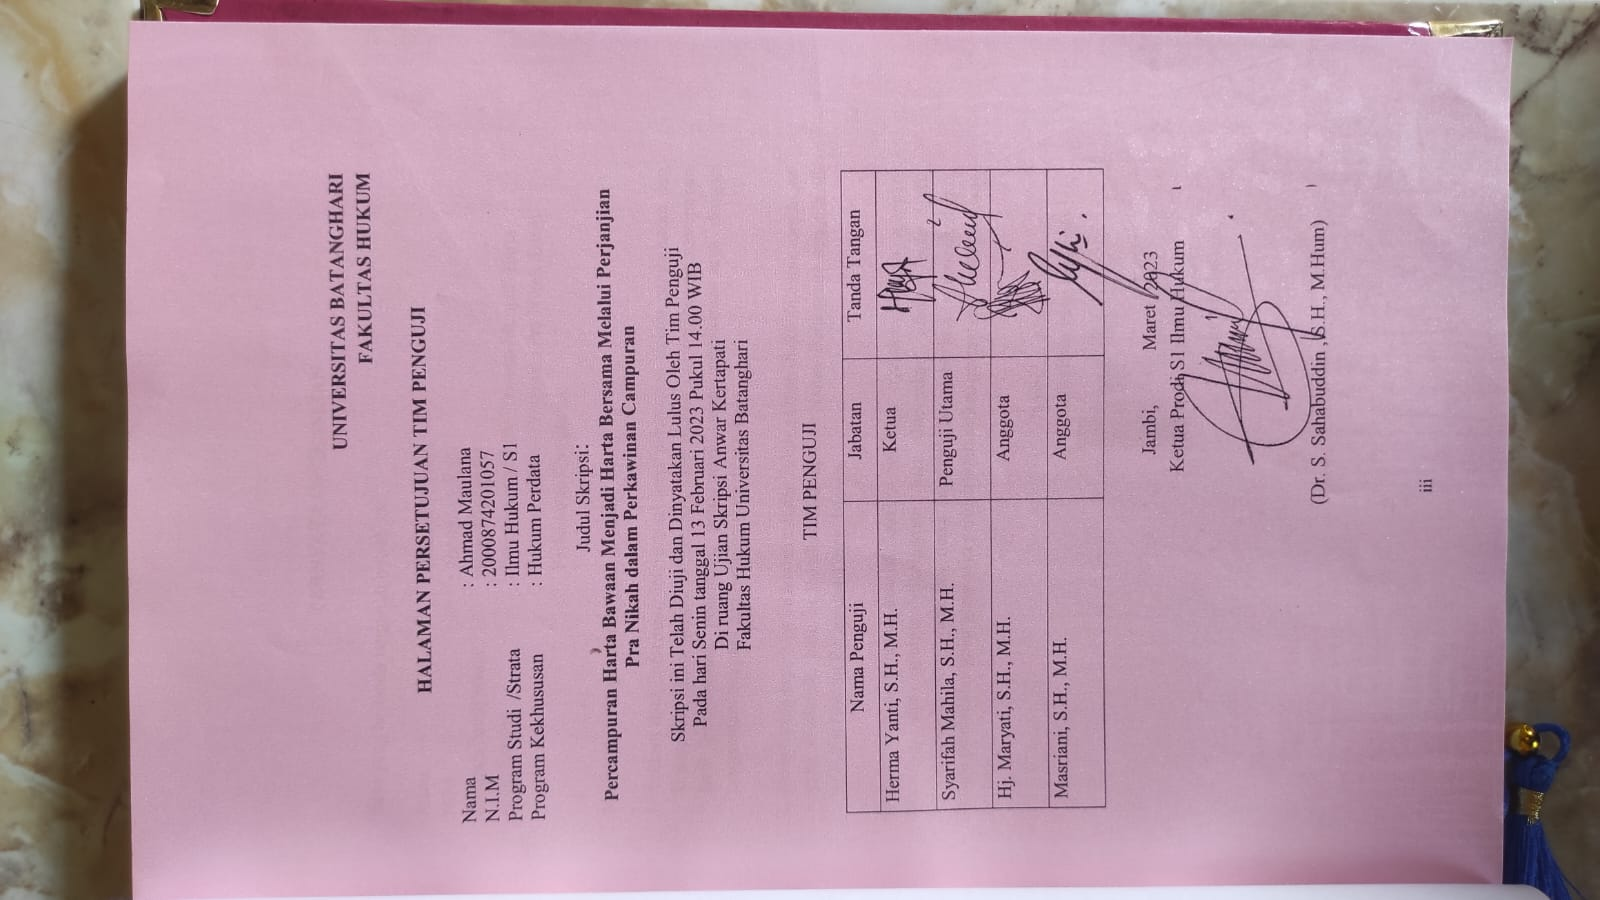 UNIVERSITAS BATANGHARI
FAKULTAS HUKUM
HALAMAN PERSETUJUAN TIM PENGUJI
Nama : Ahmad Maulana
N.I.M : 2000874201057
Program Studi /Strata : Ilmu Hukum / S1
Program Kekhususan : Hukum Perdata
Judul Skripsi:
Percampuran Harta Bawaan Menjadi Harta Bersama Melalui Perjanjian
Pra Nikah dalam Perkawinan Campuran
Skripsi ini Telah Diuji dan Dinyatakan Lulus Oleh Tim Penguji
Pada hari Senin tanggal 13 Februari 2023 Pukul 14.00 WIB
Di ruang Ujian Skripsi Anwar Kertapati
Fakultas Hukum Universitas Batanghari
TIM PENGUJI
Nama Penguji Jabatan Tanda Tangan
Herma Yanti, S.H., M.H. Ketua
Syarifah Mahila, S.H., M.H. Penguji Utama
Hj. Maryati, S.H., M.H. Anggota
Masriani, S.H., M.H. Anggota
Jambi, Maret 2023
Ketua Prodi S1 Ilmu Hukum
(Dr. S. Sahabuddin ,S.H., M.Hum)
iii